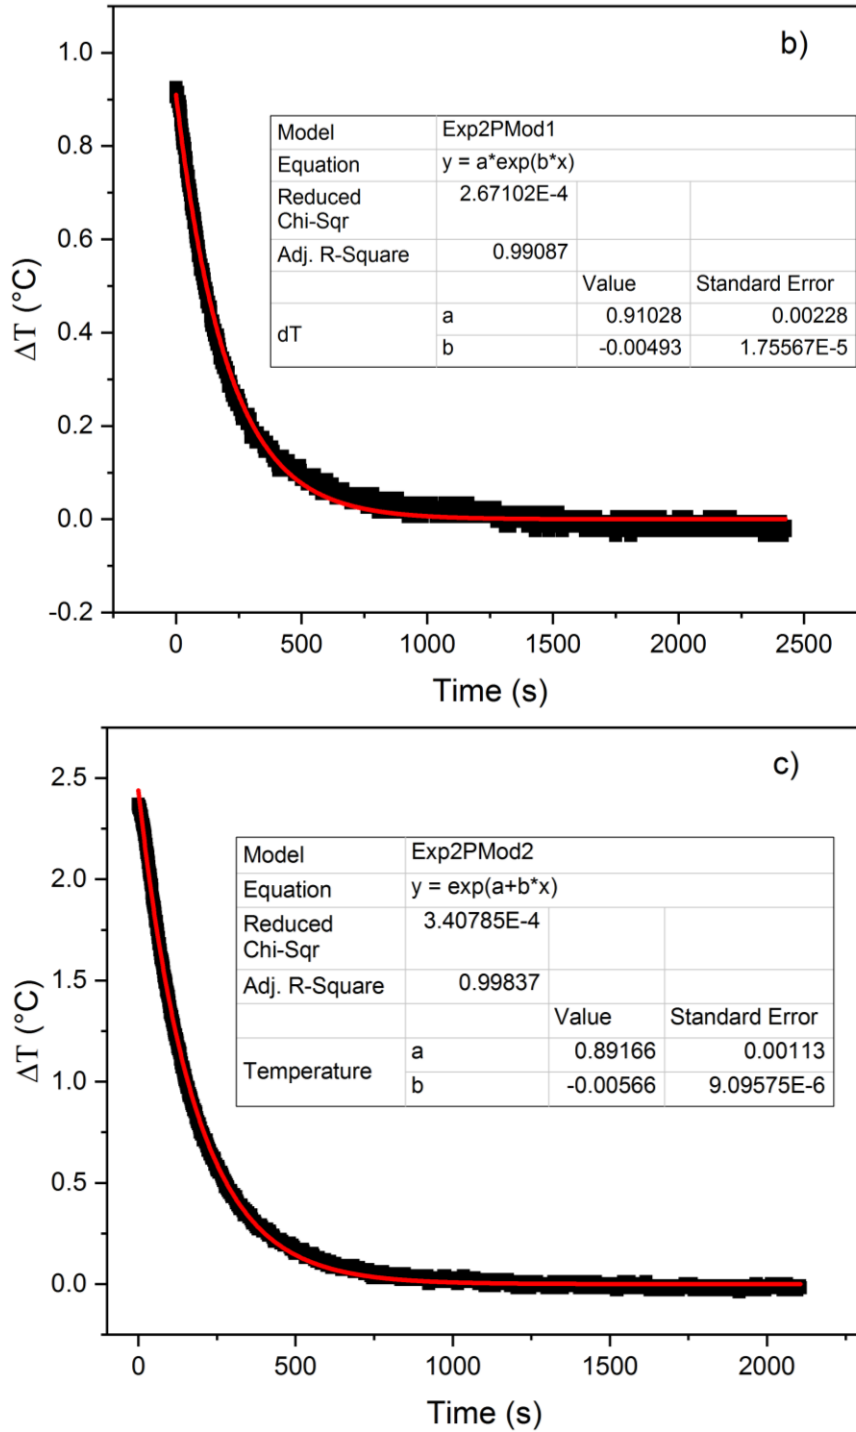 b)
1.0
0.8
0.6
0.4
0.2
0.0
-0.2
ΔT (°C)
Model Exp2PMod1
Equation y = a*exp(b*x)
Reduced Chi-Sqr 2.67102E-4
Adj. R-Square 0.99087
Value Standard Error
dT a 0.91028 0.00228
b -0.00493 1.75567E-5
0 500 1000 1500 2000 2500
Time (s)
c)
2.5
2.0
1.5
1.0
0.5
0.0
ΔT (°C)
Model Exp2PMod2
Equation y = exp(a+b*x)
Reduced Chi-Sqr 3.40785E-4
Adj. R-Square 0.99837
Value Standard Error
Temperature a 0.89166 0.00113
b -0.00566 9.09575E-6
0 500 1000 1500 2000
Time (s)